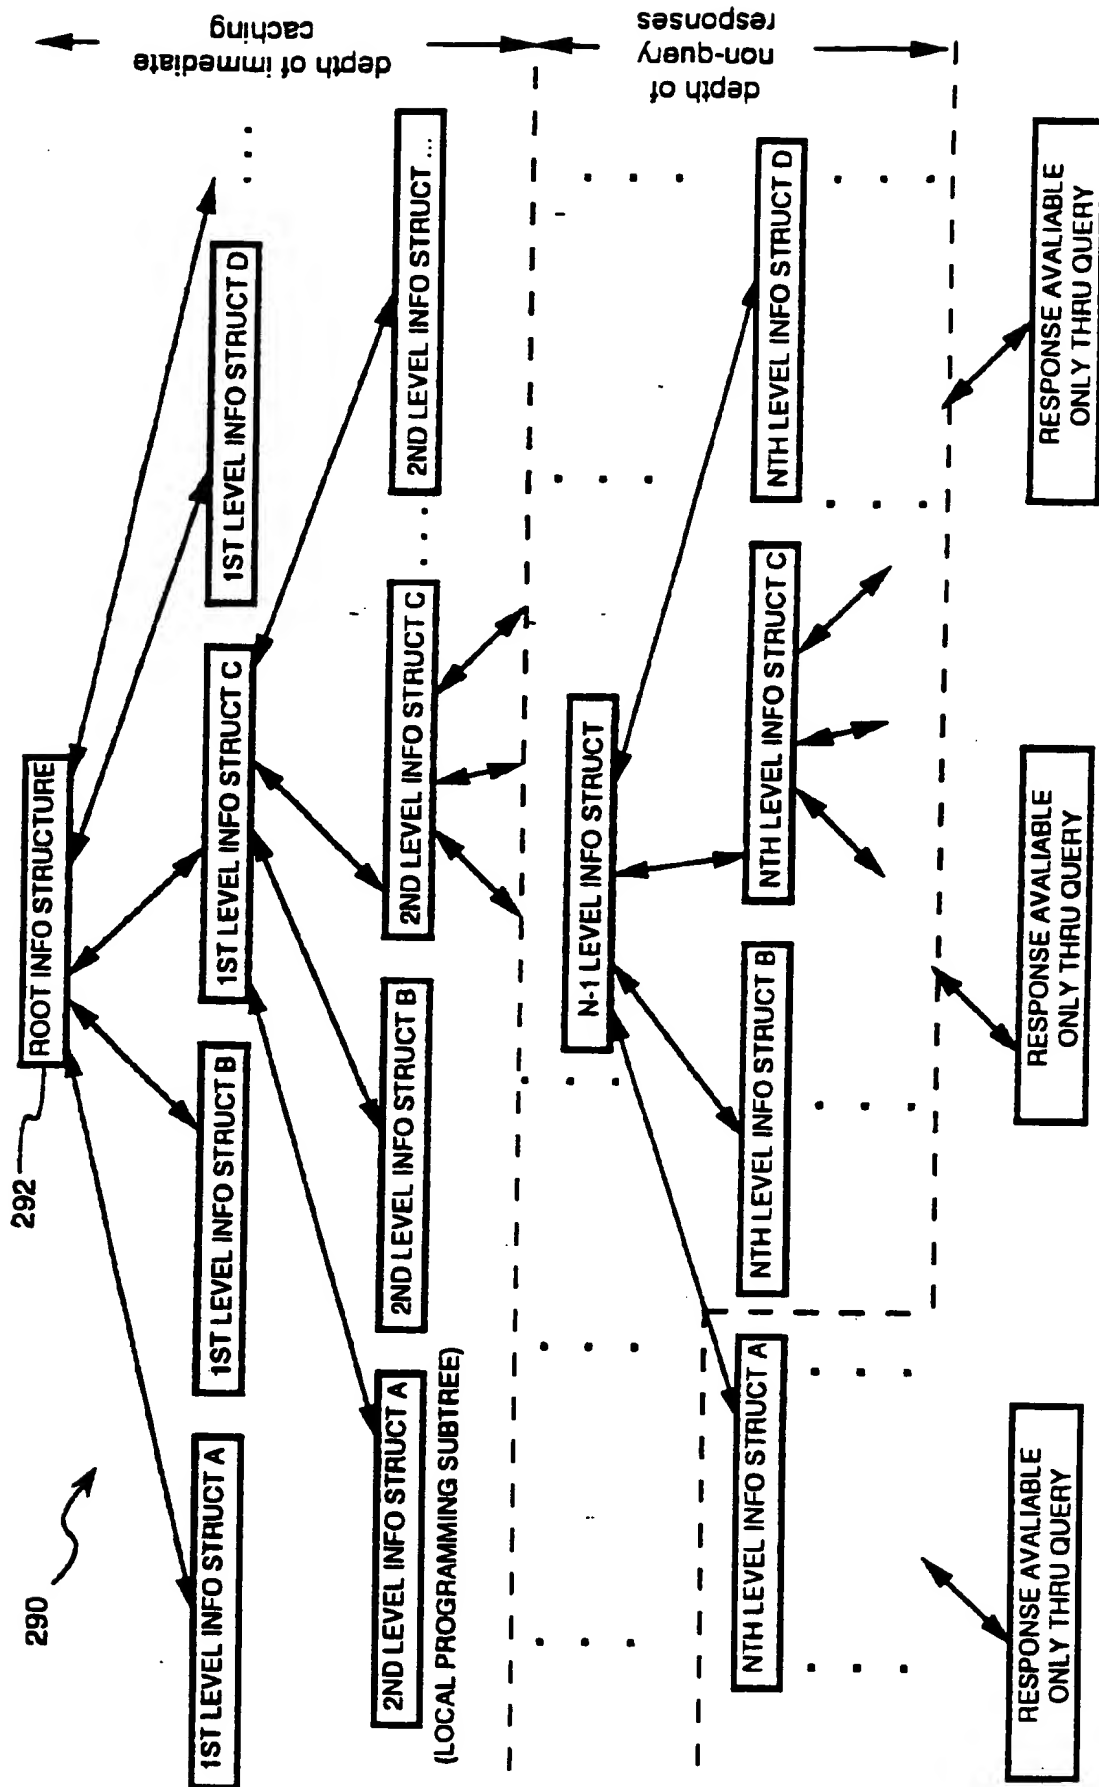 290
292
ROOT INFO STRUCTURE
1ST LEVEL INFO STRUCT A
1ST LEVEL INFO STRUCT B
1ST LEVEL INFO STRUCT C
1ST LEVEL INFO STRUCT D
. . .
depth of immediate
caching
2ND LEVEL INFO STRUCT A
(LOCAL PROGRAMMING SUBTREE)
2ND LEVEL INFO STRUCT B
2ND LEVEL INFO STRUCT C
. . .
2ND LEVEL INFO STRUCT ...
N-1 LEVEL INFO STRUCT
depth of
non-query
responses
NTH LEVEL INFO STRUCT A
NTH LEVEL INFO STRUCT B
NTH LEVEL INFO STRUCT C
NTH LEVEL INFO STRUCT D
RESPONSE AVALIABLE
ONLY THRU QUERY
RESPONSE AVALIABLE
ONLY THRU QUERY
RESPONSE AVALIABLE
ONLY THRU QUERY